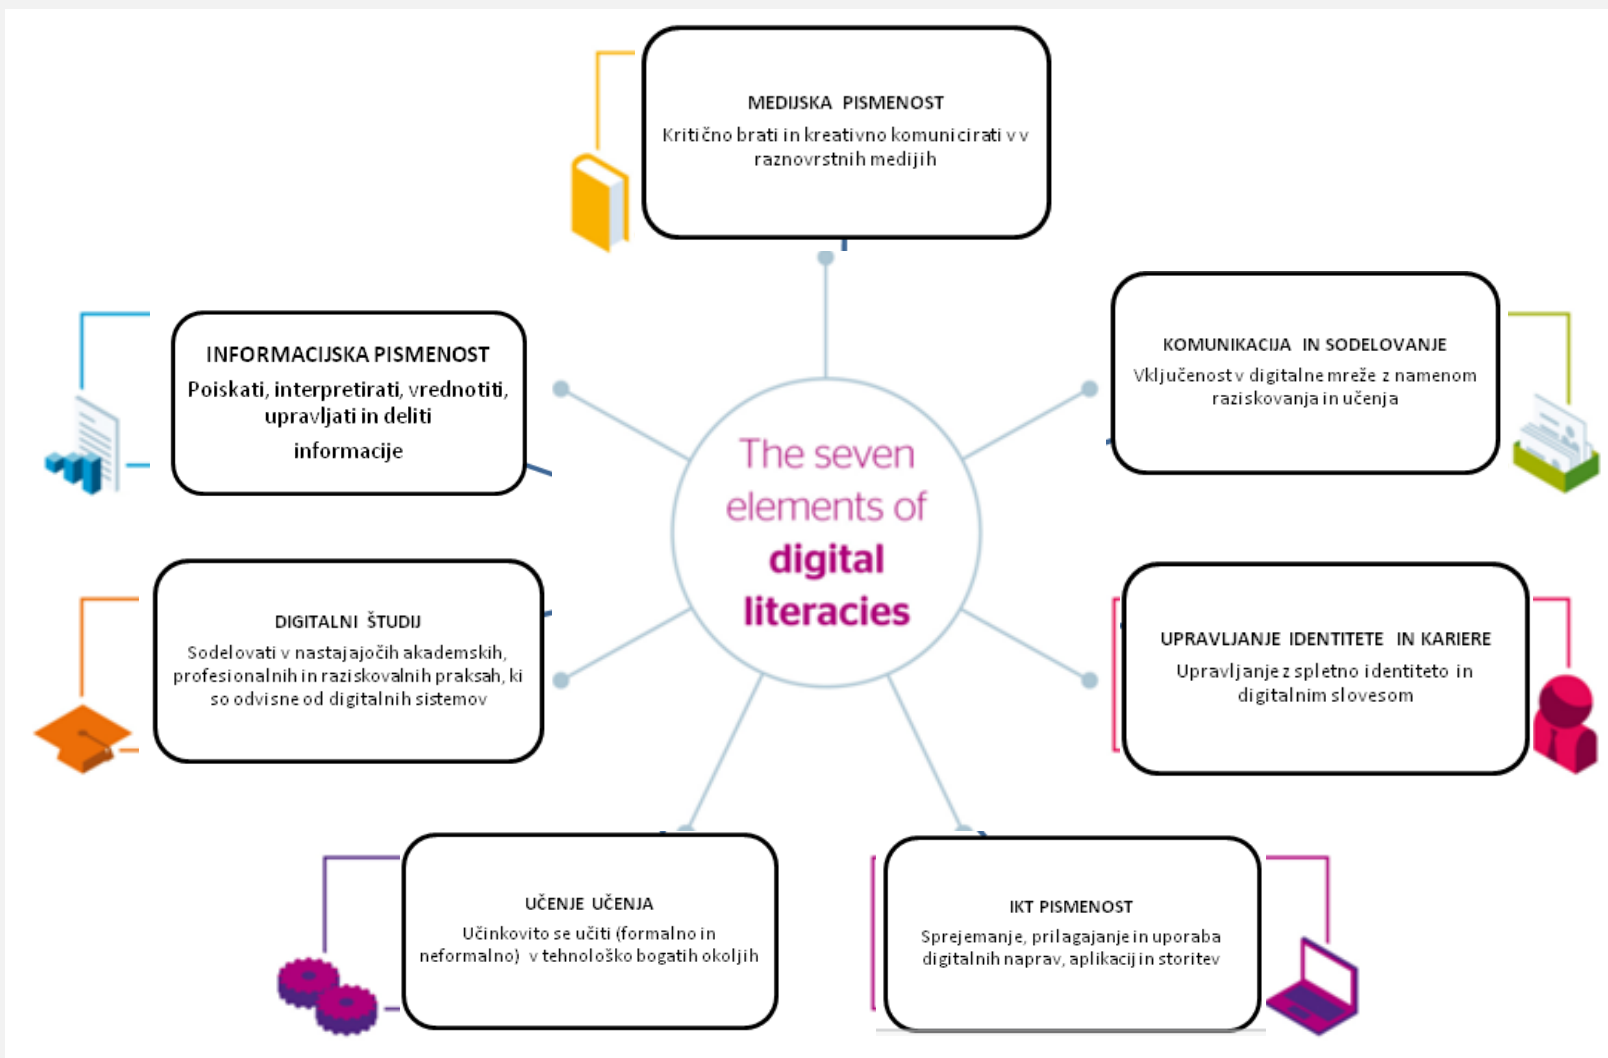 MEDIJSKA PISMENOST
Kritično brati in kreativno komunicirati v v
raznovrstnih medijih
INFORMACIJSKA PISMENOST
Poiskati, interpretirati, vrednotiti,
upravljati in deliti
informacije
KOMUNIKACIJA IN SODELOVANJE
Vključenost v digitalne mreže z namenom
raziskovanja in učenja
The seven
elements of
digital
literacies
DIGITALNI ŠTUDIJ
Sodelovati v nastajajočih akademskih,
profesionalnih in raziskovalnih praksah, ki
so odvisne od digitalnih sistemov
UPRAVLJANJE IDENTITETE IN KARIERE
Upravljanje z spletno identiteto in
digitalnim slovesom
UČENJE UČENJA
Učinkovito se učiti (formalno in
neformalno) v tehnološko bogatih okoljih
IKT PISMENOST
Sprejemanje, prilagajanje in uporaba
digitalnih naprav, aplikacij in storitev